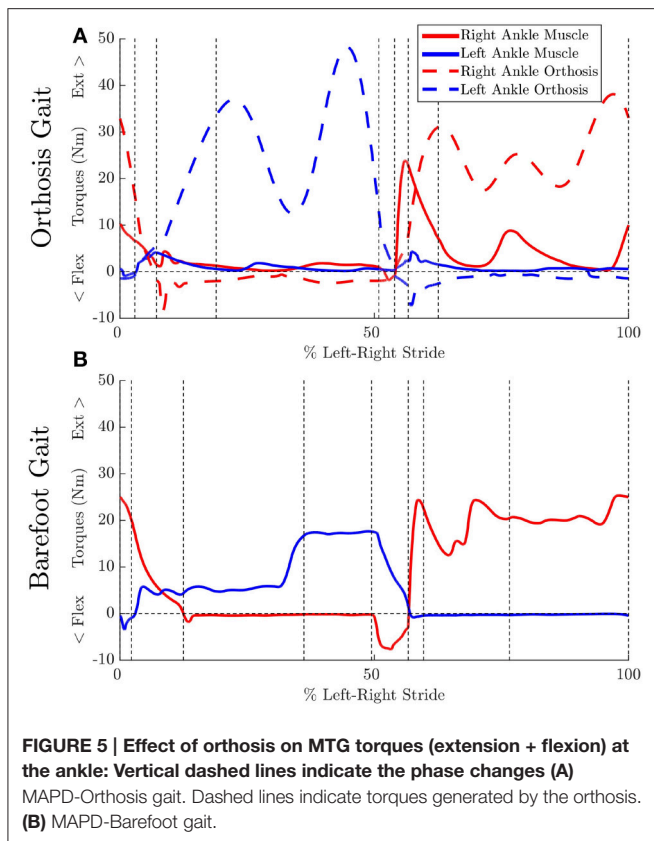 A
Orthosis Gait
< Flex Torques (Nm) Ext >
50
40
30
20
10
0
-10
0 50 100
% Left-Right Stride
Right Ankle Muscle
Left Ankle Muscle
Right Ankle Orthosis
Left Ankle Orthosis
B
Barefoot Gait
< Flex Torques (Nm) Ext >
50
40
30
20
10
0
-10
0 50 100
% Left-Right Stride
FIGURE 5 | Effect of orthosis on MTG torques (extension + flexion) at
the ankle: Vertical dashed lines indicate the phase changes (A)
MAPD-Orthosis gait. Dashed lines indicate torques generated by the orthosis.
(B) MAPD-Barefoot gait.